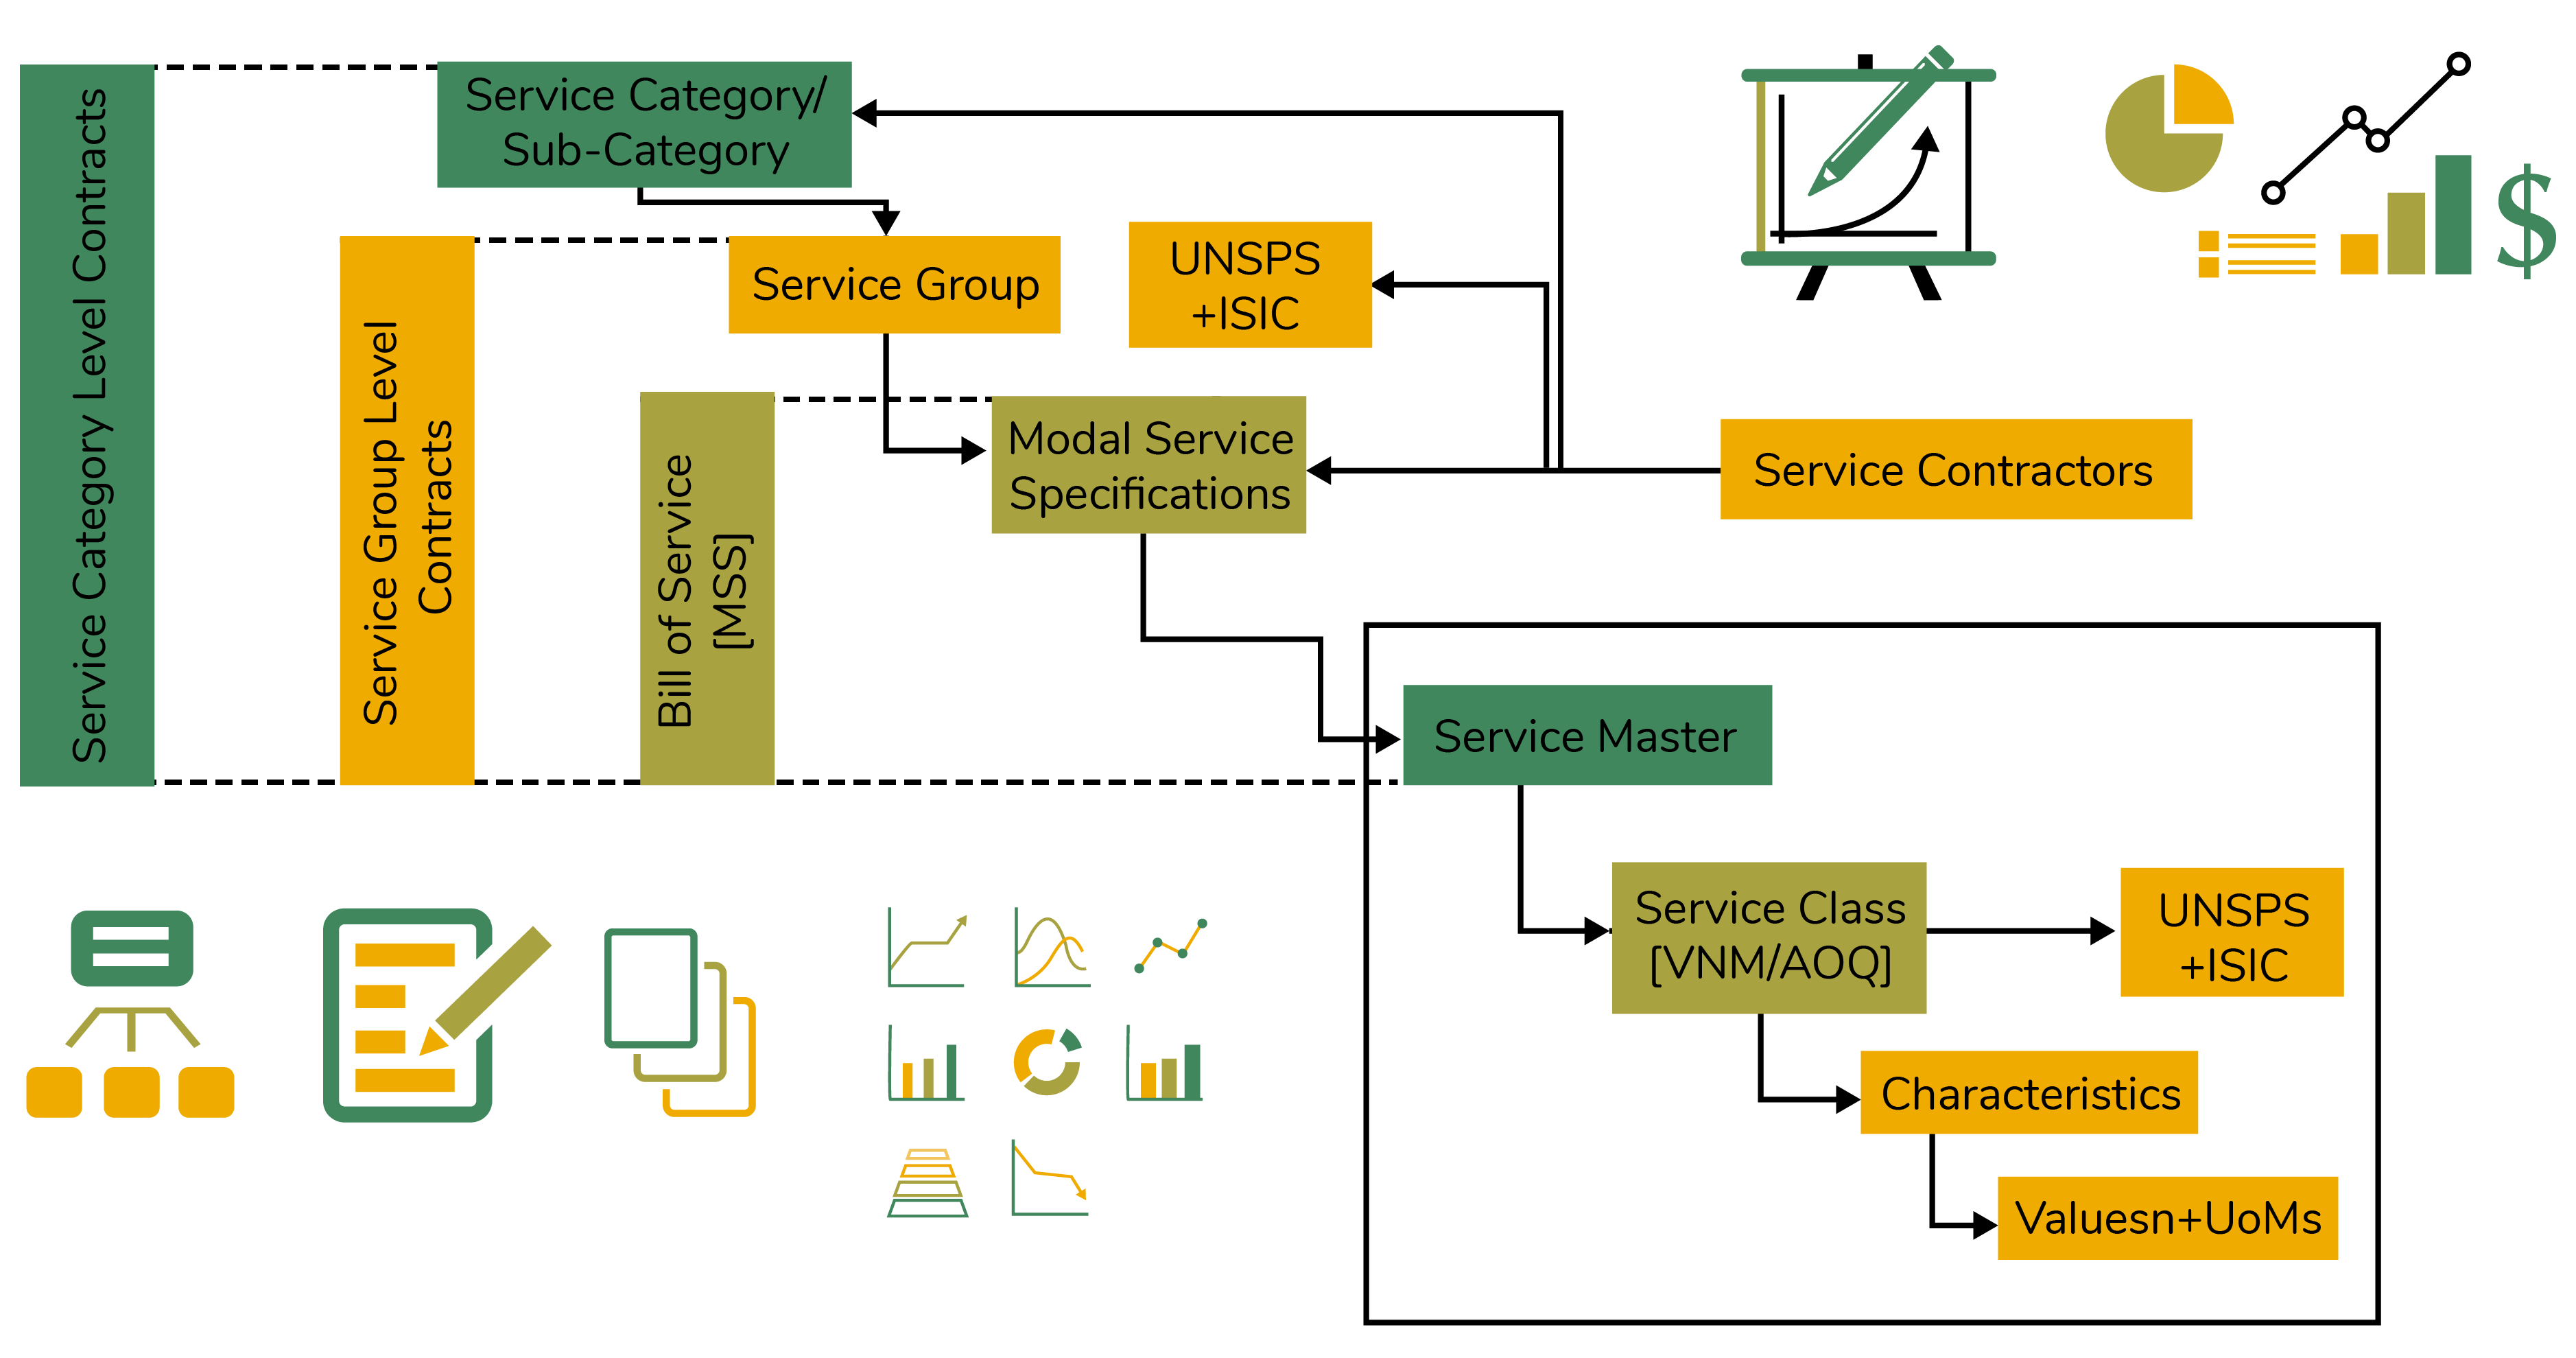 Service Category Level Contracts
Service Category/
Sub-Category
Service Group Level
Contracts
Service Group
UNSPS
+ISIC
Bill of Service
[MSS]
Modal Service
Specifications
Service Contractors
Service Master
Service Class
[VNM/AOQ]
UNSPS
+ISIC
Characteristics
Valuesn+UoMs
$